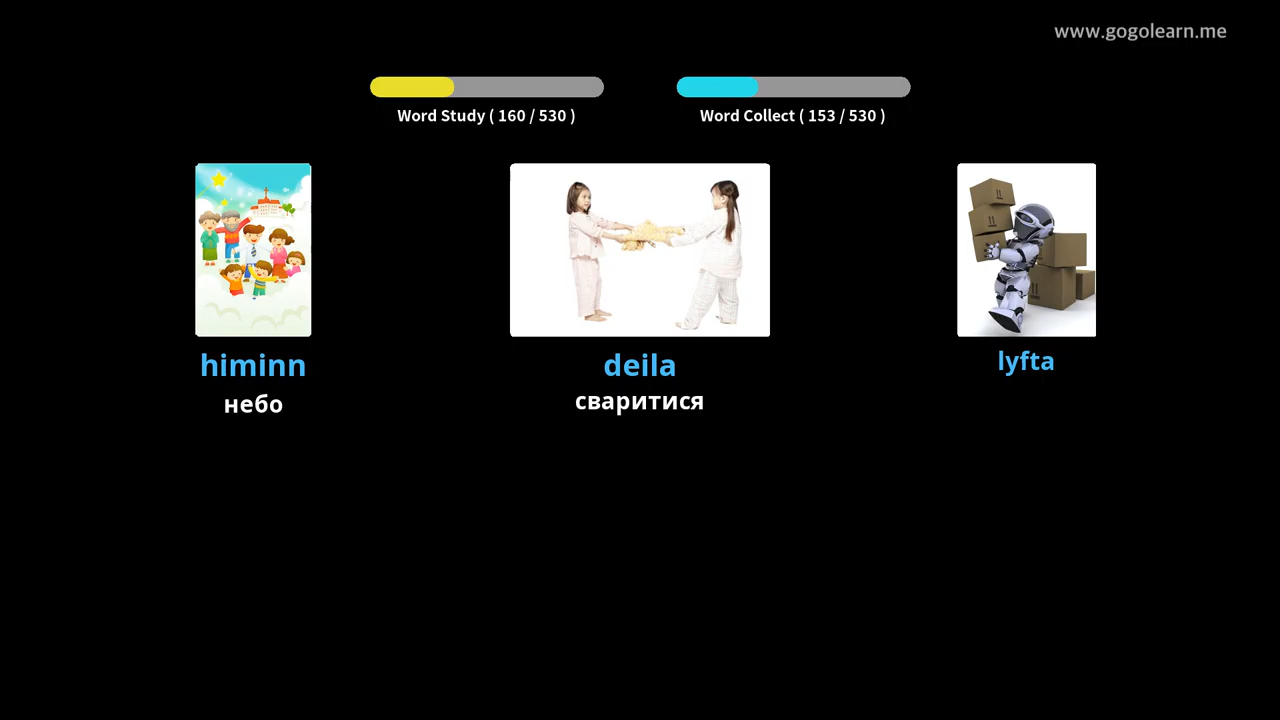 www.gogolearn.me
Word Study ( 160 / 530 )
Word Collect ( 153 / 530 )
himinn
небо
deila
сваритися
lyfta